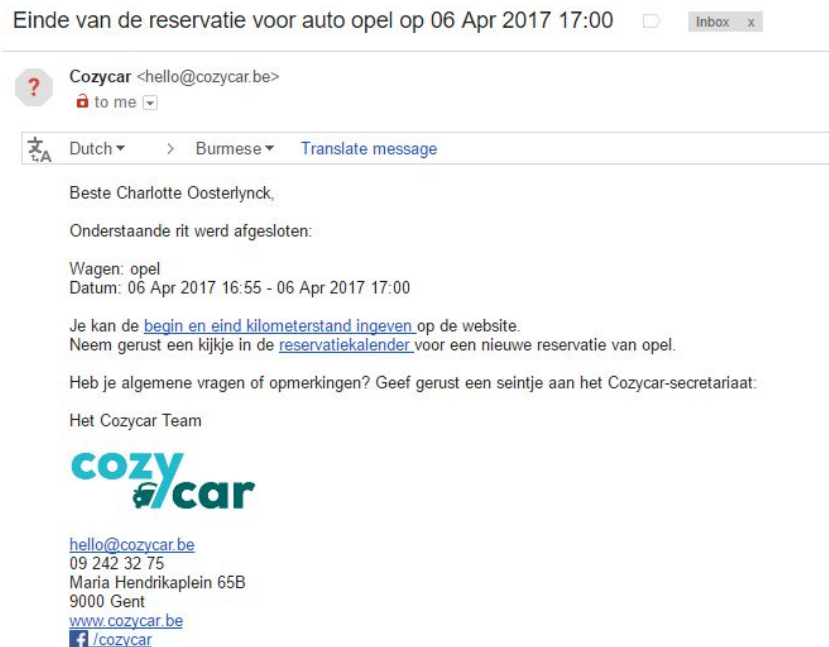 Einde van de reservatie voor auto opel op 06 Apr 2017 17:00 Inbox x
Cozycar <hello@cozycar.be>
to me
Dutch > Burmese Translate message
Beste Charlotte Oosterlynck,
Onderstaande rit werd afgesloten:
Wagen: opel
Datum: 06 Apr 2017 16:55 - 06 Apr 2017 17:00
Je kan de begin en eind kilometerstand ingeven op de website.
Neem gerust een kijkje in de reservatiekalender voor een nieuwe reservatie van opel.
Heb je algemene vragen of opmerkingen? Geef gerust een seintje aan het Cozycar-secretariaat:
Het Cozycar Team
cozy
car
hello@cozycar.be
09 242 32 75
Maria Hendrikaplein 65B
9000 Gent
www.cozycar.be
f /cozycar